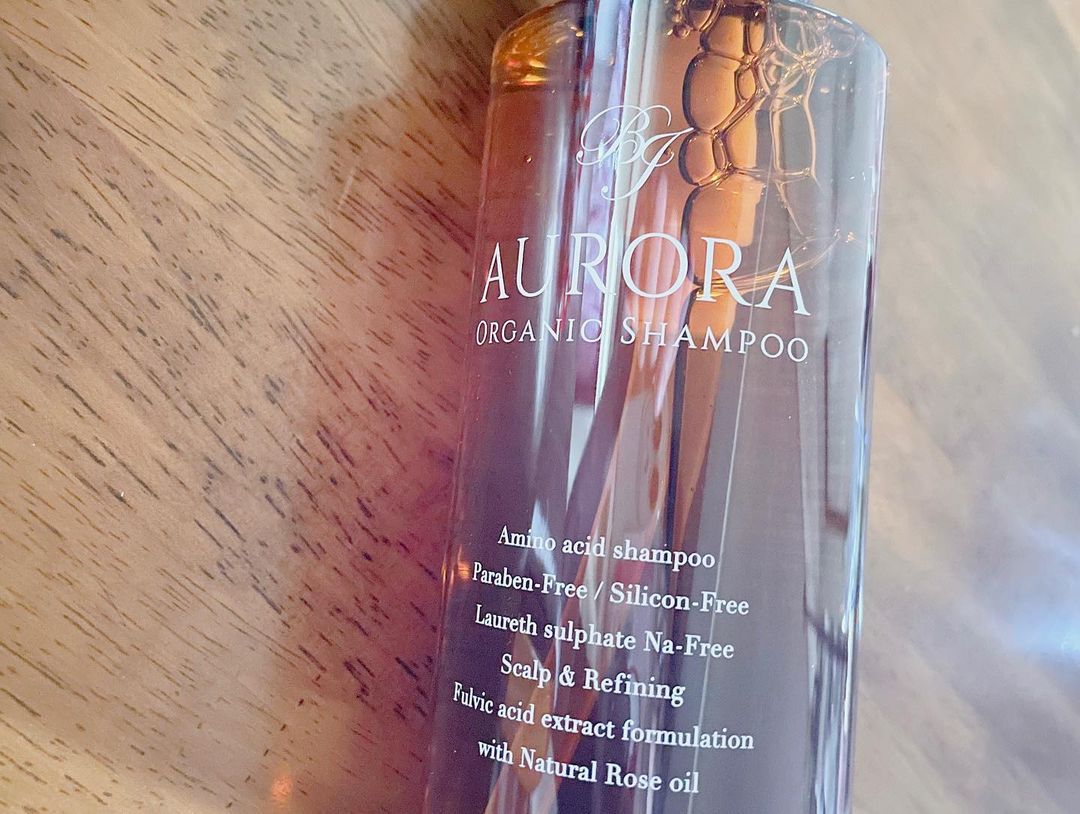 BJ
AURORA
ORGANIC SHAMPOO
Amino acid shampoo
Paraben-Free / Silicon-Free
Laureth sulphate Na-Free
Scalp & Refining
Fulvic acid extract formulation
with Natural Rose oil